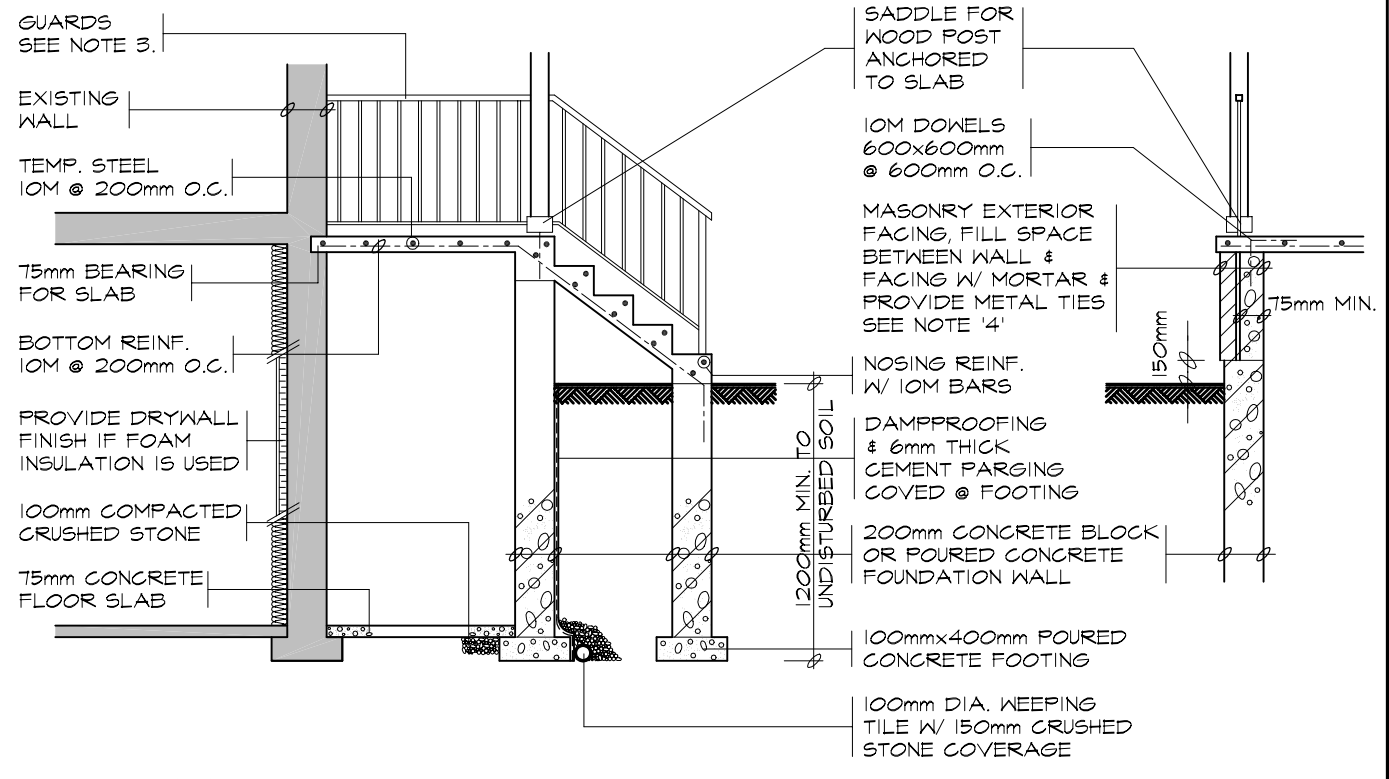 GUARDS
SEE NOTE 3.
EXISTING
WALL
TEMP. STEEL
10M @ 200mm O.C.
75mm BEARING
FOR SLAB
BOTTOM REINF.
10M @ 200mm O.C.
PROVIDE DRYWALL
FINISH IF FOAM
INSULATION IS USED
100mm COMPACTED
CRUSHED STONE
75mm CONCRETE
FLOOR SLAB
1200mm MIN. TO
UNDISTURBED SOIL
SADDLE FOR
WOOD POST
ANCHORED
TO SLAB
10M DOWELS
600x600mm
@ 600mm O.C.
MASONRY EXTERIOR
FACING, FILL SPACE
BETWEEN WALL &
FACING W/ MORTAR &
PROVIDE METAL TIES
SEE NOTE '4'
NOSING REINF.
W/ 10M BARS
DAMPPROOFING
& 6mm THICK
CEMENT PARGING
COVED @ FOOTING
200mm CONCRETE BLOCK
OR POURED CONCRETE
FOUNDATION WALL
100mmx400mm POURED
CONCRETE FOOTING
100mm DIA. WEEPING
TILE W/ 150mm CRUSHED
STONE COVERAGE
150mm
75mm MIN.